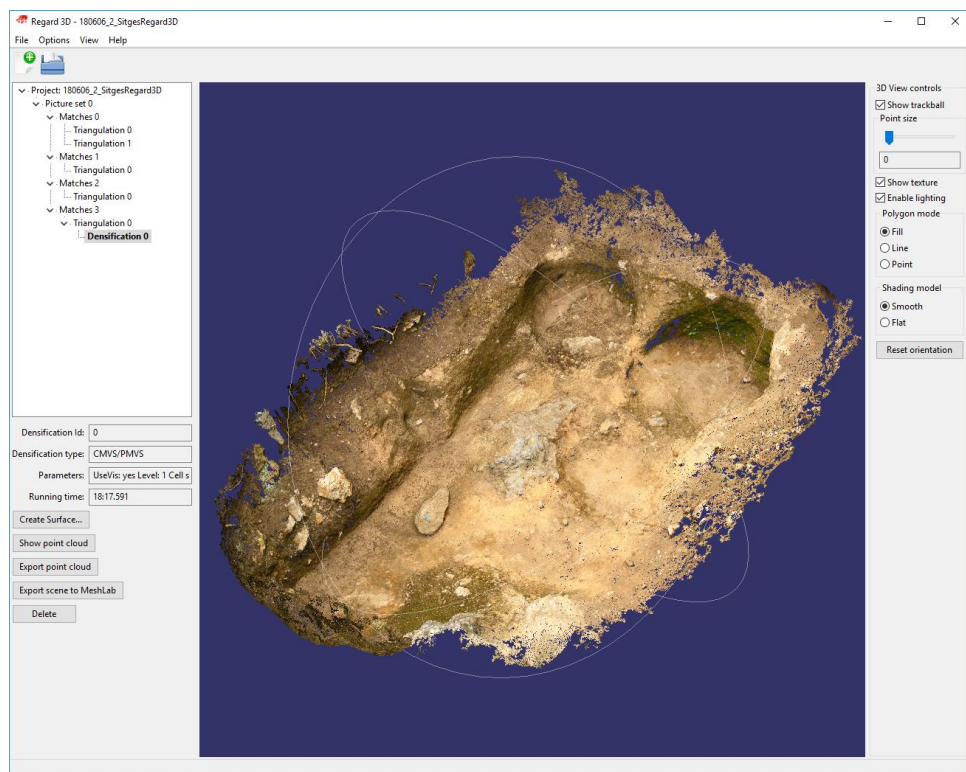 Regard 3D - 180606_2_SitgesRegard3D
File Options View Help
Project: 180606_2_SitgesRegard3D
Picture set 0
Matches 0
Triangulation 0
Triangulation 1
Matches 1
Triangulation 0
Matches 2
Triangulation 0
Matches 3
Triangulation 0
Densification 0
Densification Id: 0
Densification type: CMVS/PMVS
Parameters: UseVis: yes Level: 1 Cell s
Running time: 18:17.591
Create Surface...
Show point cloud
Export point cloud
Export scene to MeshLab
Delete
3D View controls
Show trackball
Point size
0
Show texture
Enable lighting
Polygon mode
Fill
Line
Point
Shading model
Smooth
Flat
Reset orientation